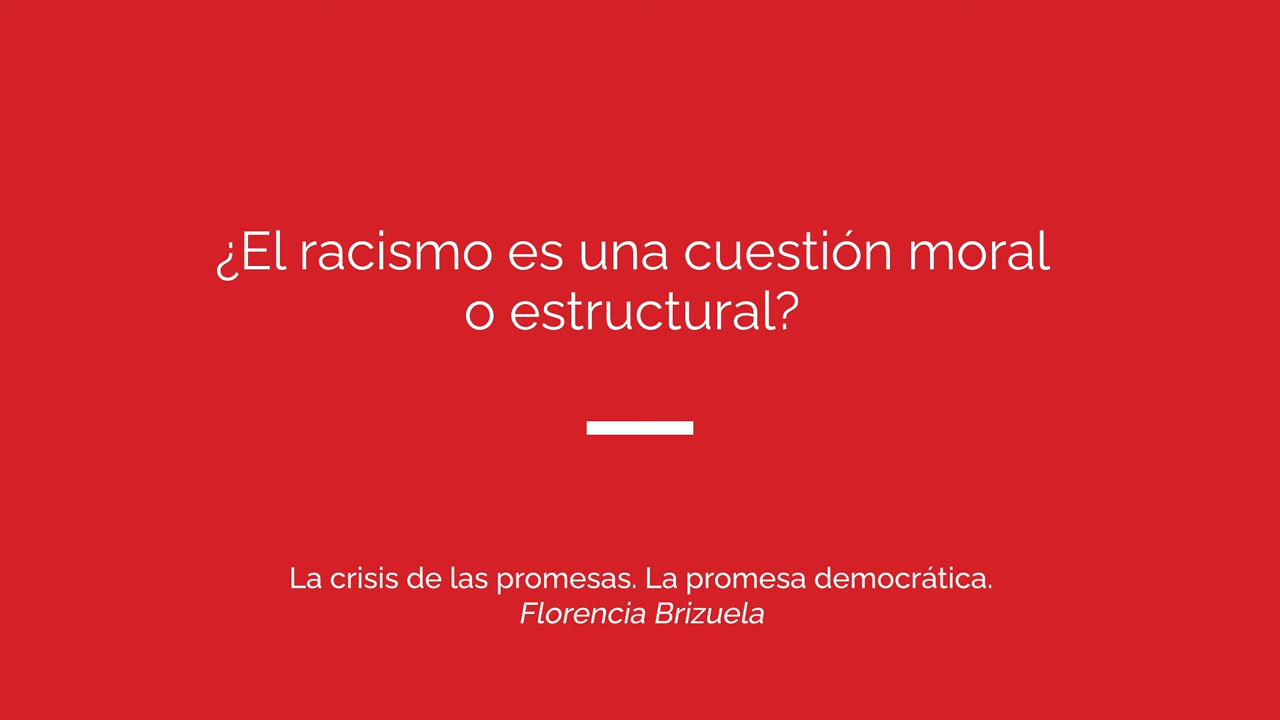 ¿El racismo es una cuestión moral
o estructural?
La crisis de las promesas. La promesa democrática.
Florencia Brizuela